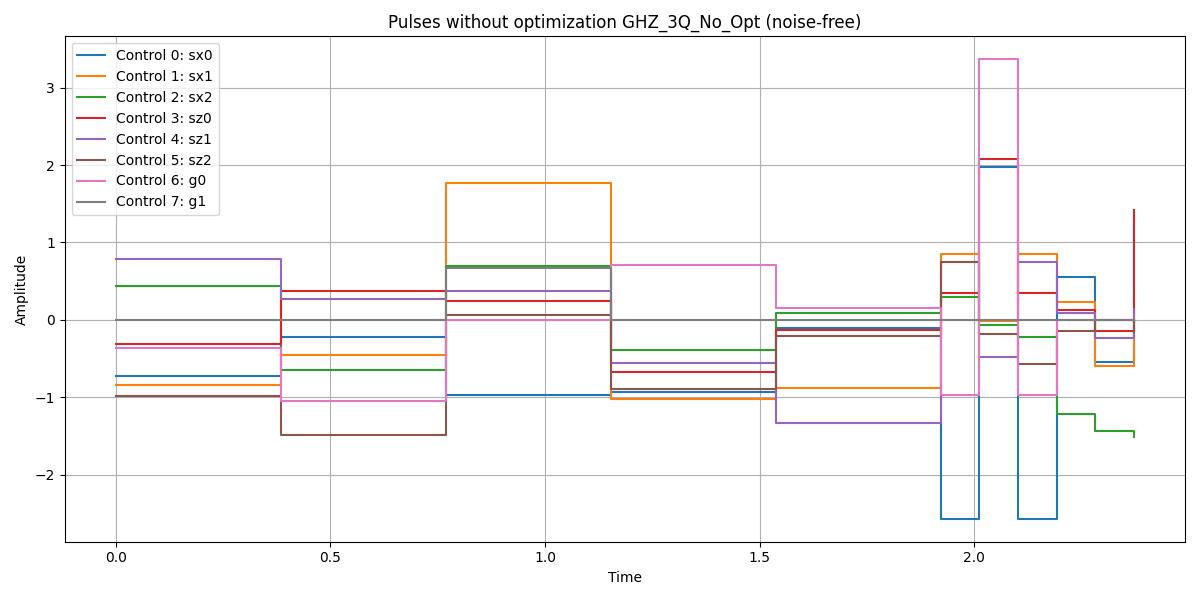 Pulses without optimization GHZ_3Q_No_Opt (noise-free)
Control 0: sx0
Control 1: sx1
Control 2: sx2
Control 3: sz0
Control 4: sz1
Control 5: sz2
Control 6: g0
Control 7: g1
Amplitude
3
2
1
0
−1
−2
0.0 0.5 1.0 1.5 2.0
Time